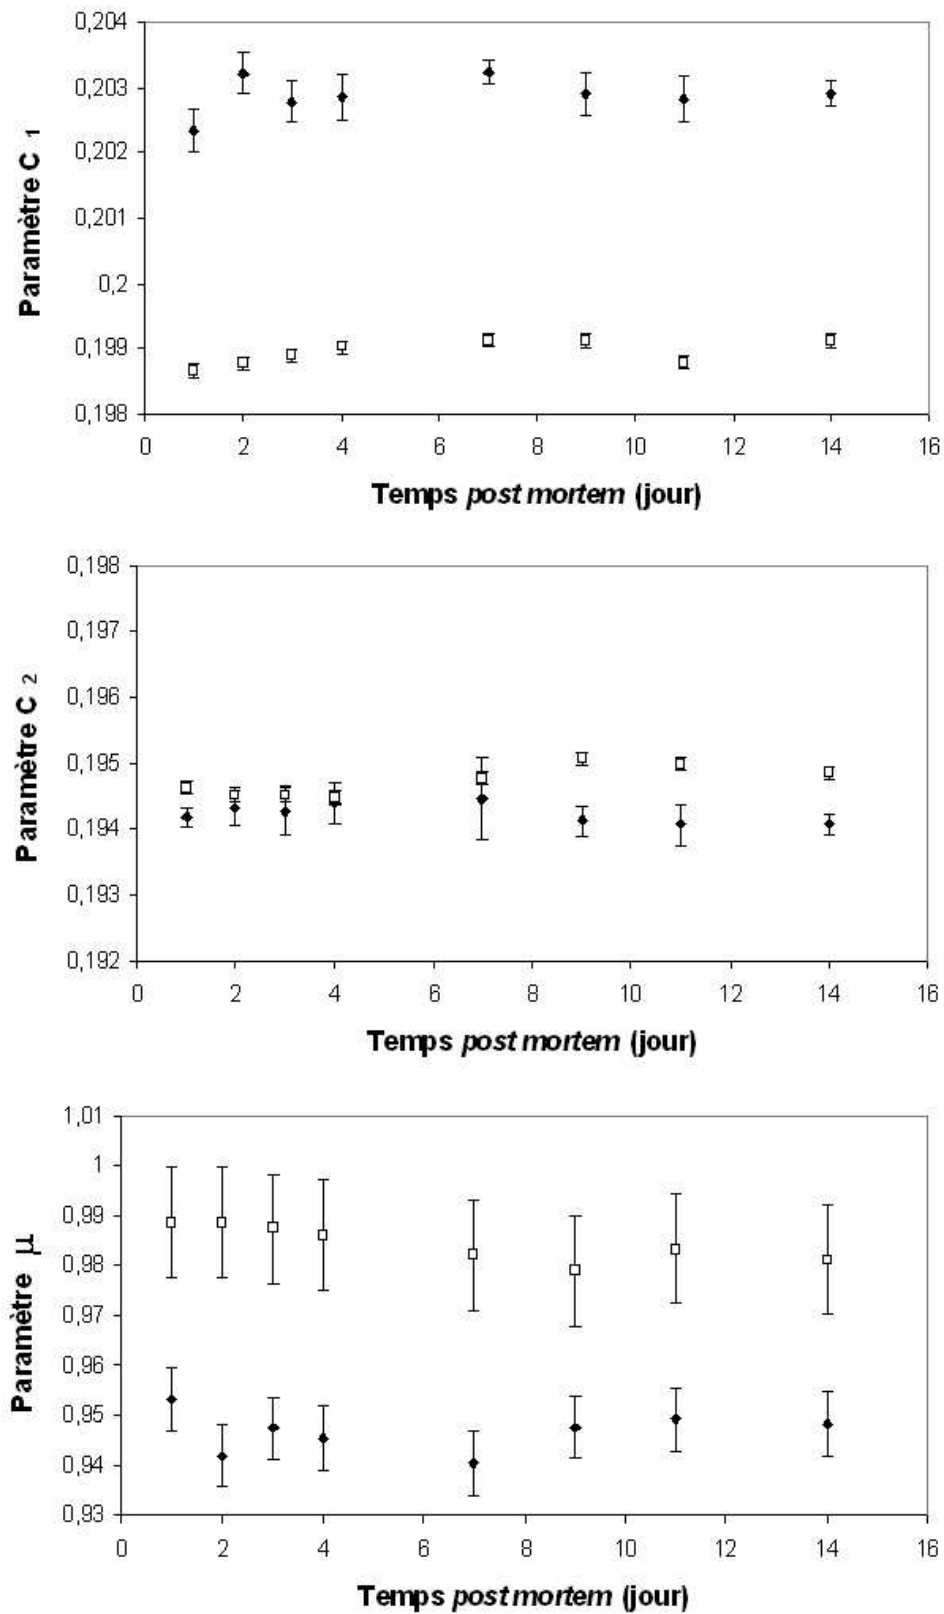 0,204
0,203
0,202
0,201
0,2
0,199
0,198
Paramètre C 1
0 2 4 6 8 10 12 14 16
Temps post mortem (jour)
0,198
0,197
0,196
0,195
0,194
0,193
0,192
Paramètre C 2
0 2 4 6 8 10 12 14 16
Temps post mortem (jour)
1,01
1
0,99
0,98
0,97
0,96
0,95
0,94
0,93
Paramètre μ
0 2 4 6 8 10 12 14 16
Temps post mortem (jour)